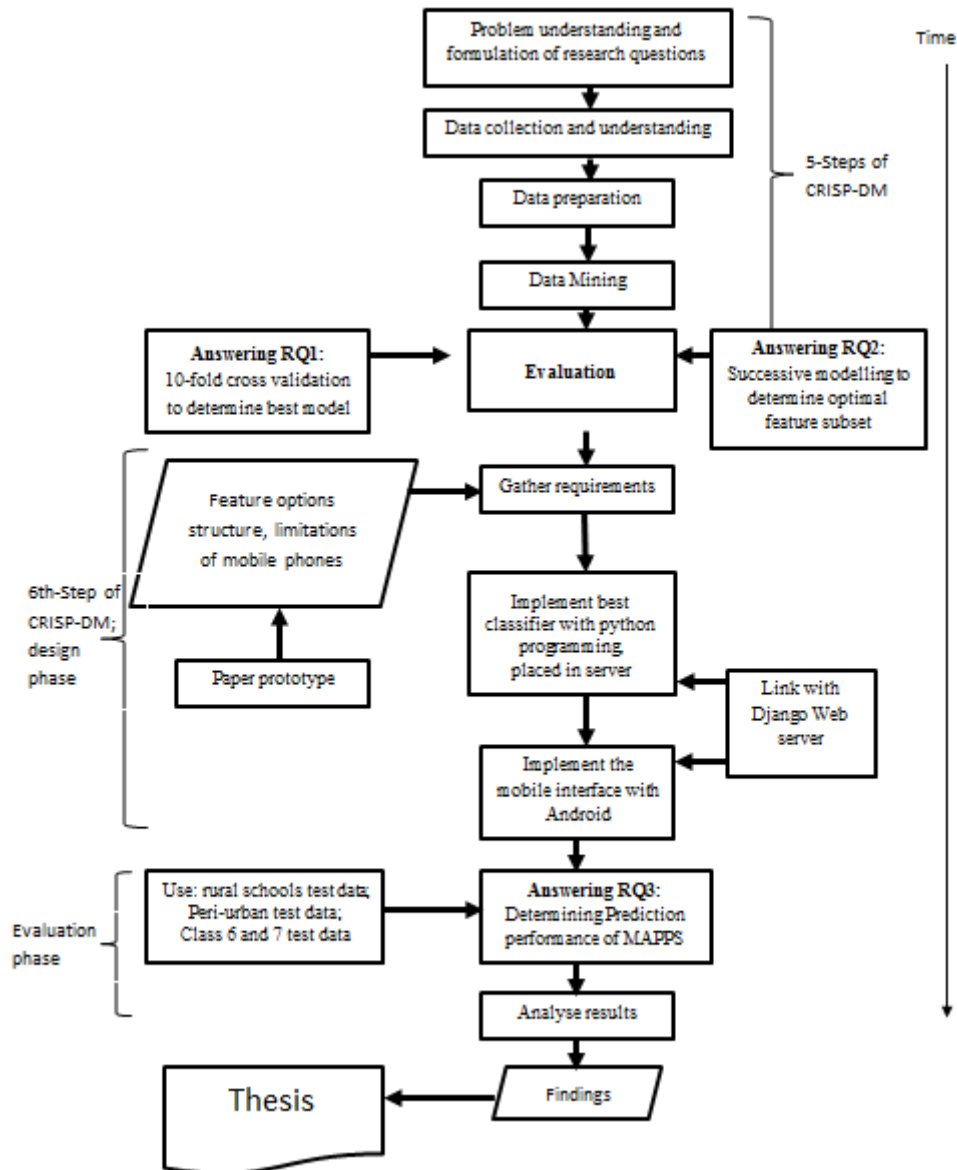 Problem understanding and
formulation of research questions
Time
Data collection and understanding
5-Steps of
CRISP-DM
Data preparation
Data Mining
Answering RQ1:
10-fold cross validation
to determine best model
Evaluation
Answering RQ2:
Successive modelling to
determine optimal
feature subset
Feature options
structure, limitations
of mobile phones
Gather requirements
6th-Step of
CRISP-DM;
design
phase
Implement best
classifier with python
programming,
placed in server
Paper prototype
Link with
Django Web
server
Implement the
mobile interface with
Android
Evaluation
phase
Use: rural schools test data;
Peri-urban test data;
Class 6 and 7 test data
Answering RQ3:
Determining Prediction
performance of MAPPS
Analyse results
Thesis
Findings